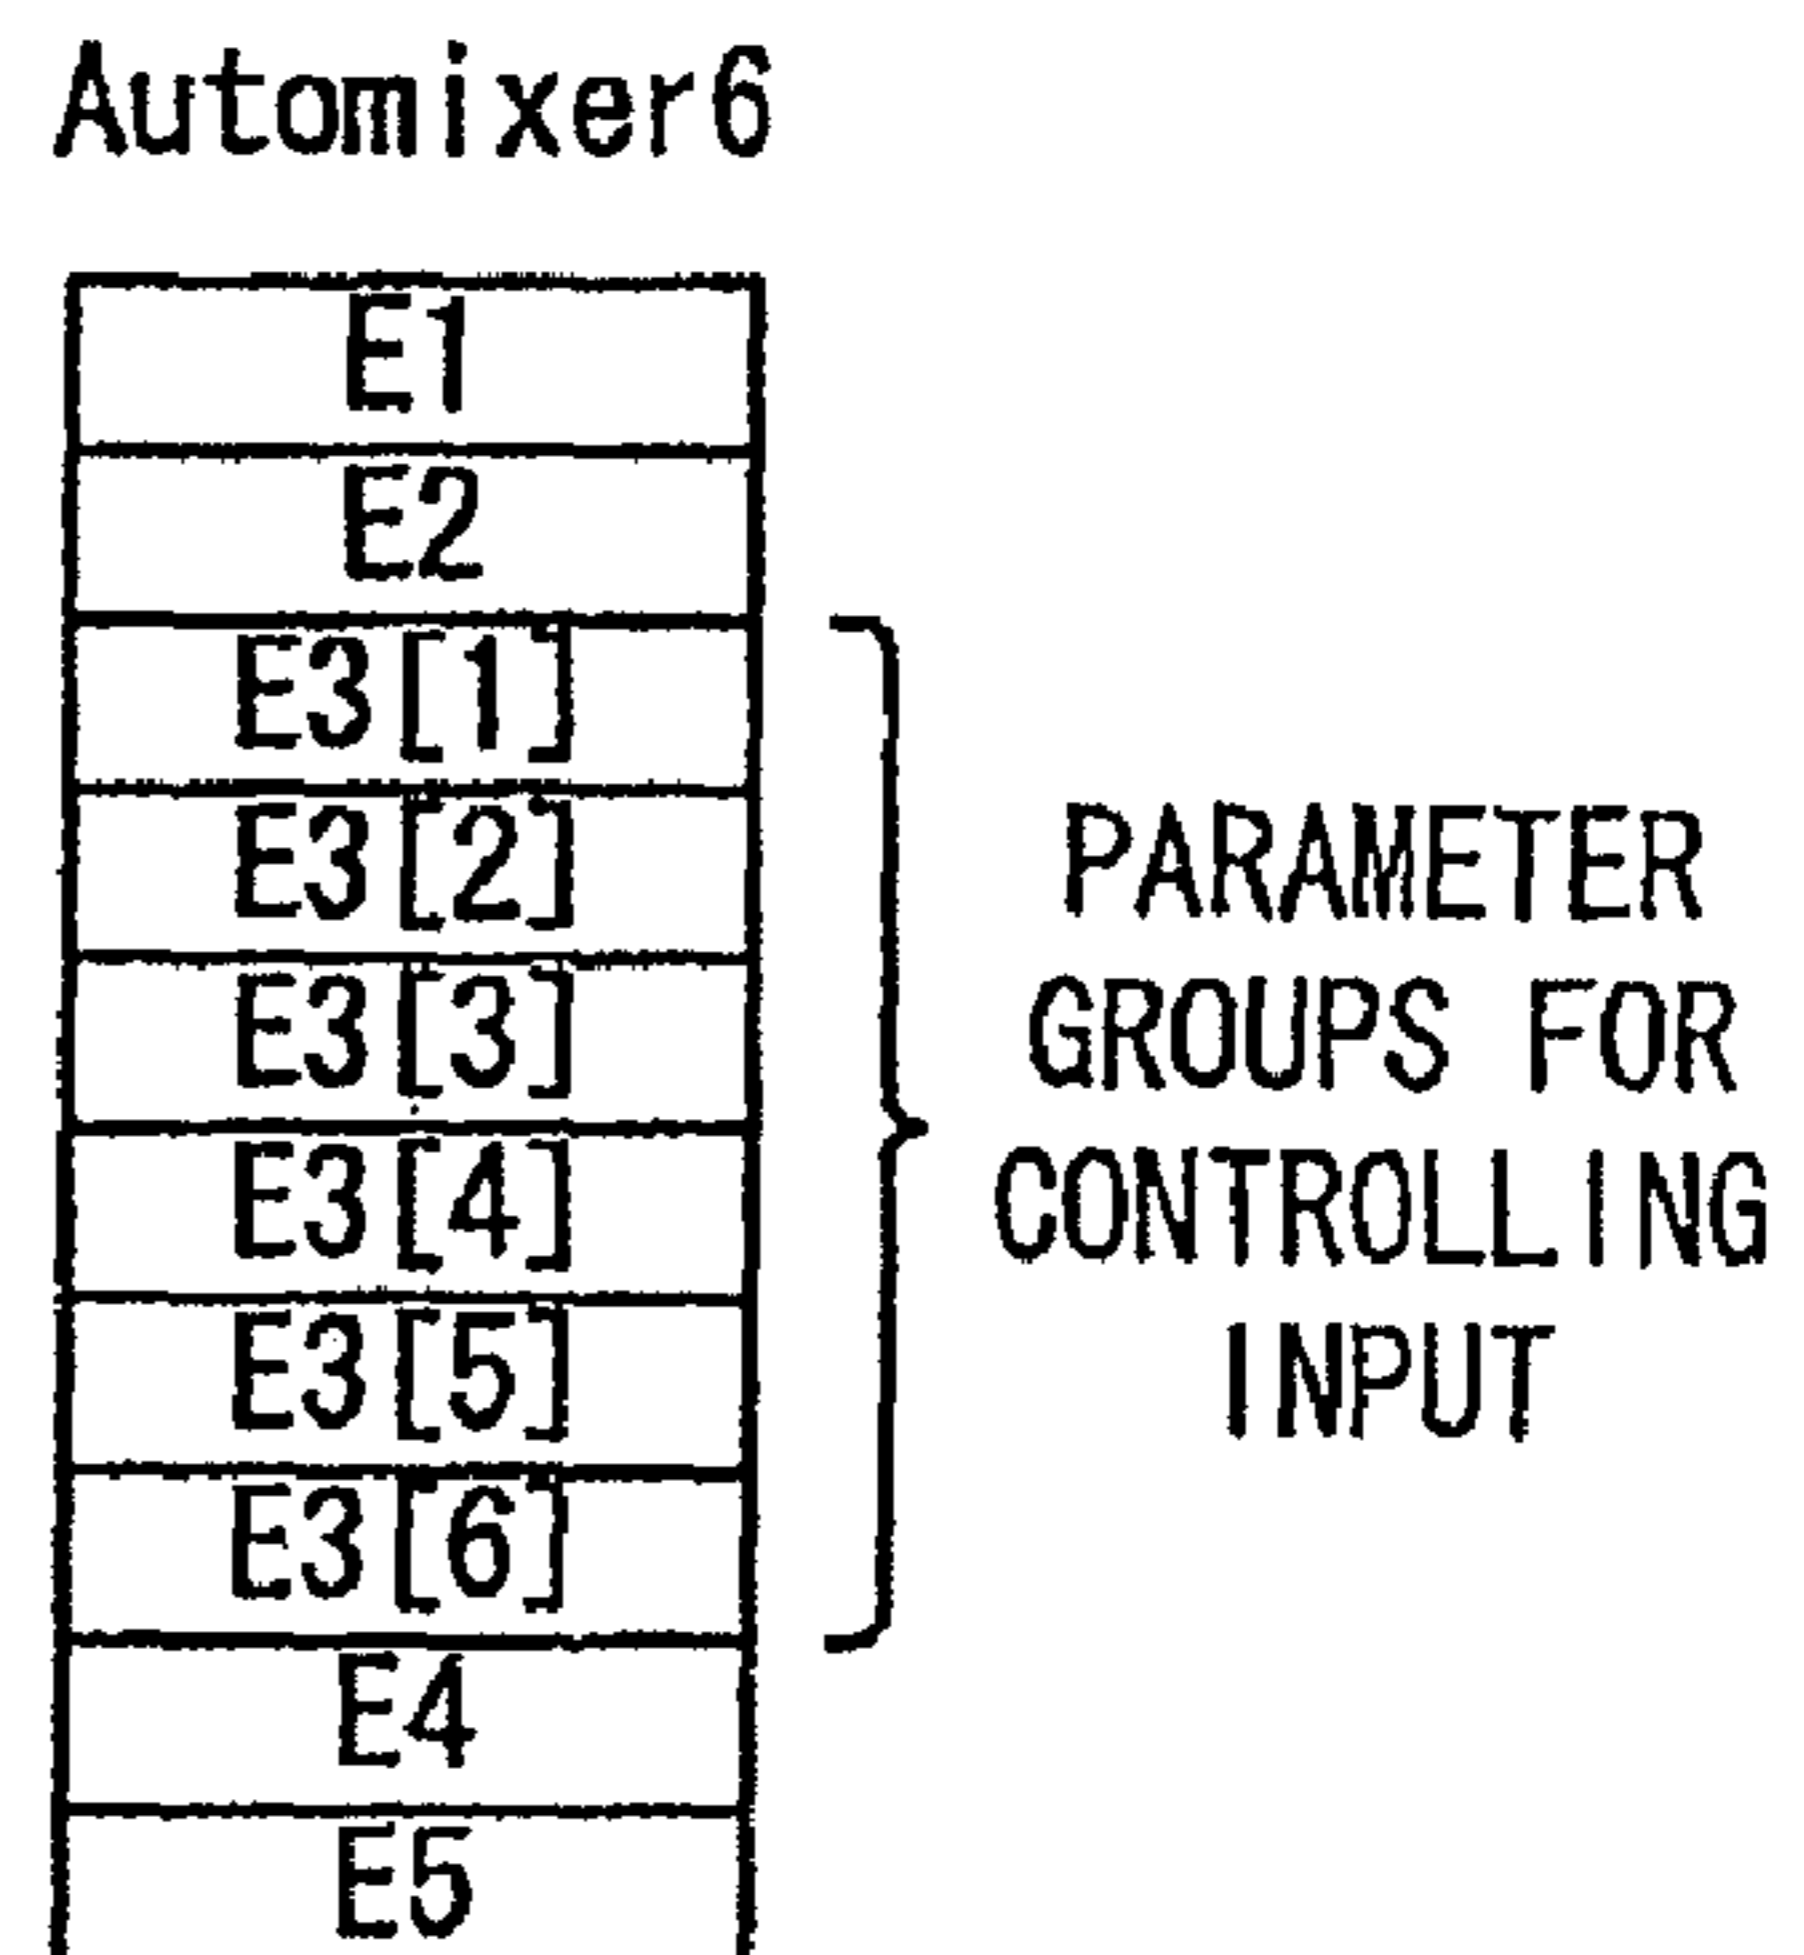 Automixer6
E1
E2
E3[1]
E3[2]
E3[3]
E3[4]
E3[5]
E3[6]
E4
E5
PARAMETER
GROUPS FOR
CONTROLLING
INPUT